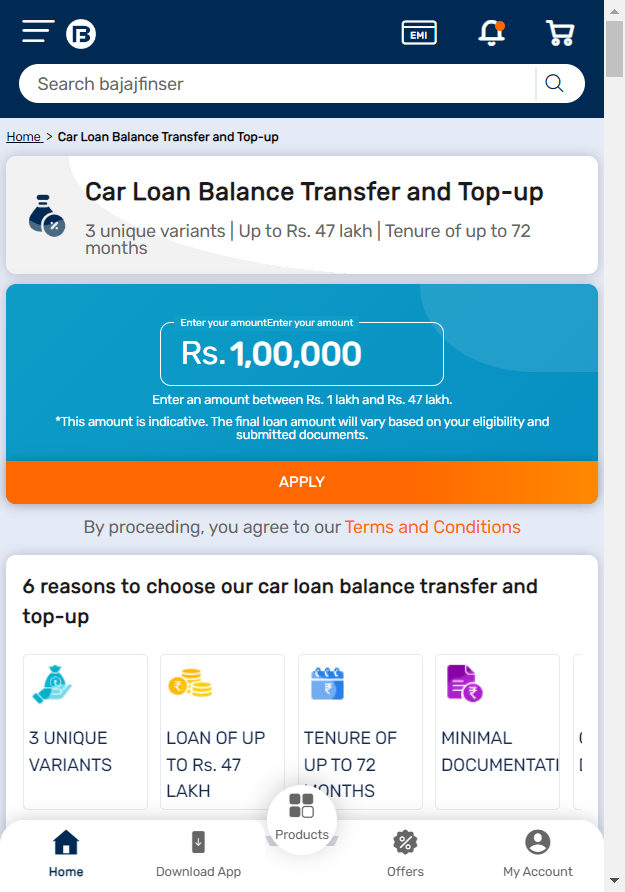 EMI
Search bajajfinser
Home > Car Loan Balance Transfer and Top-up
Car Loan Balance Transfer and Top-up
3 unique variants | Up to Rs. 47 lakh | Tenure of up to 72
months
Enter your amountEnter your amount
Rs. 1,00,000
Enter an amount between Rs. 1 lakh and Rs. 47 lakh.
*This amount is indicative. The final loan amount will vary based on your eligibility and
submitted documents.
APPLY
By proceeding, you agree to our Terms and Conditions
6 reasons to choose our car loan balance transfer and
top-up
3 UNIQUE
VARIANTS
LOAN OF UP
TO Rs. 47
LAKH
TENURE OF
UP TO 72
MONTHS
MINIMAL
DOCUMENTATI
Home
Download App
Products
Offers
My Account